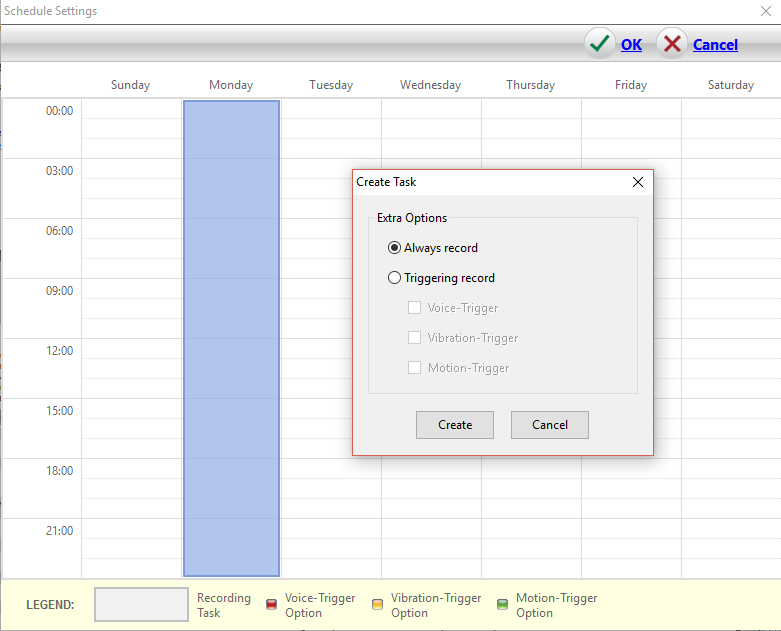 Schedule Settings
OK Cancel
Sunday Monday Tuesday Wednesday Thursday Friday Saturday
00:00
03:00
06:00
09:00
12:00
15:00
18:00
21:00
Create Task
Extra Options
Always record
Triggering record
Voice-Trigger
Vibration-Trigger
Motion-Trigger
Create Cancel
LEGEND:
Recording
Task
Voice-Trigger
Option
Vibration-Trigger
Option
Motion-Trigger
Option